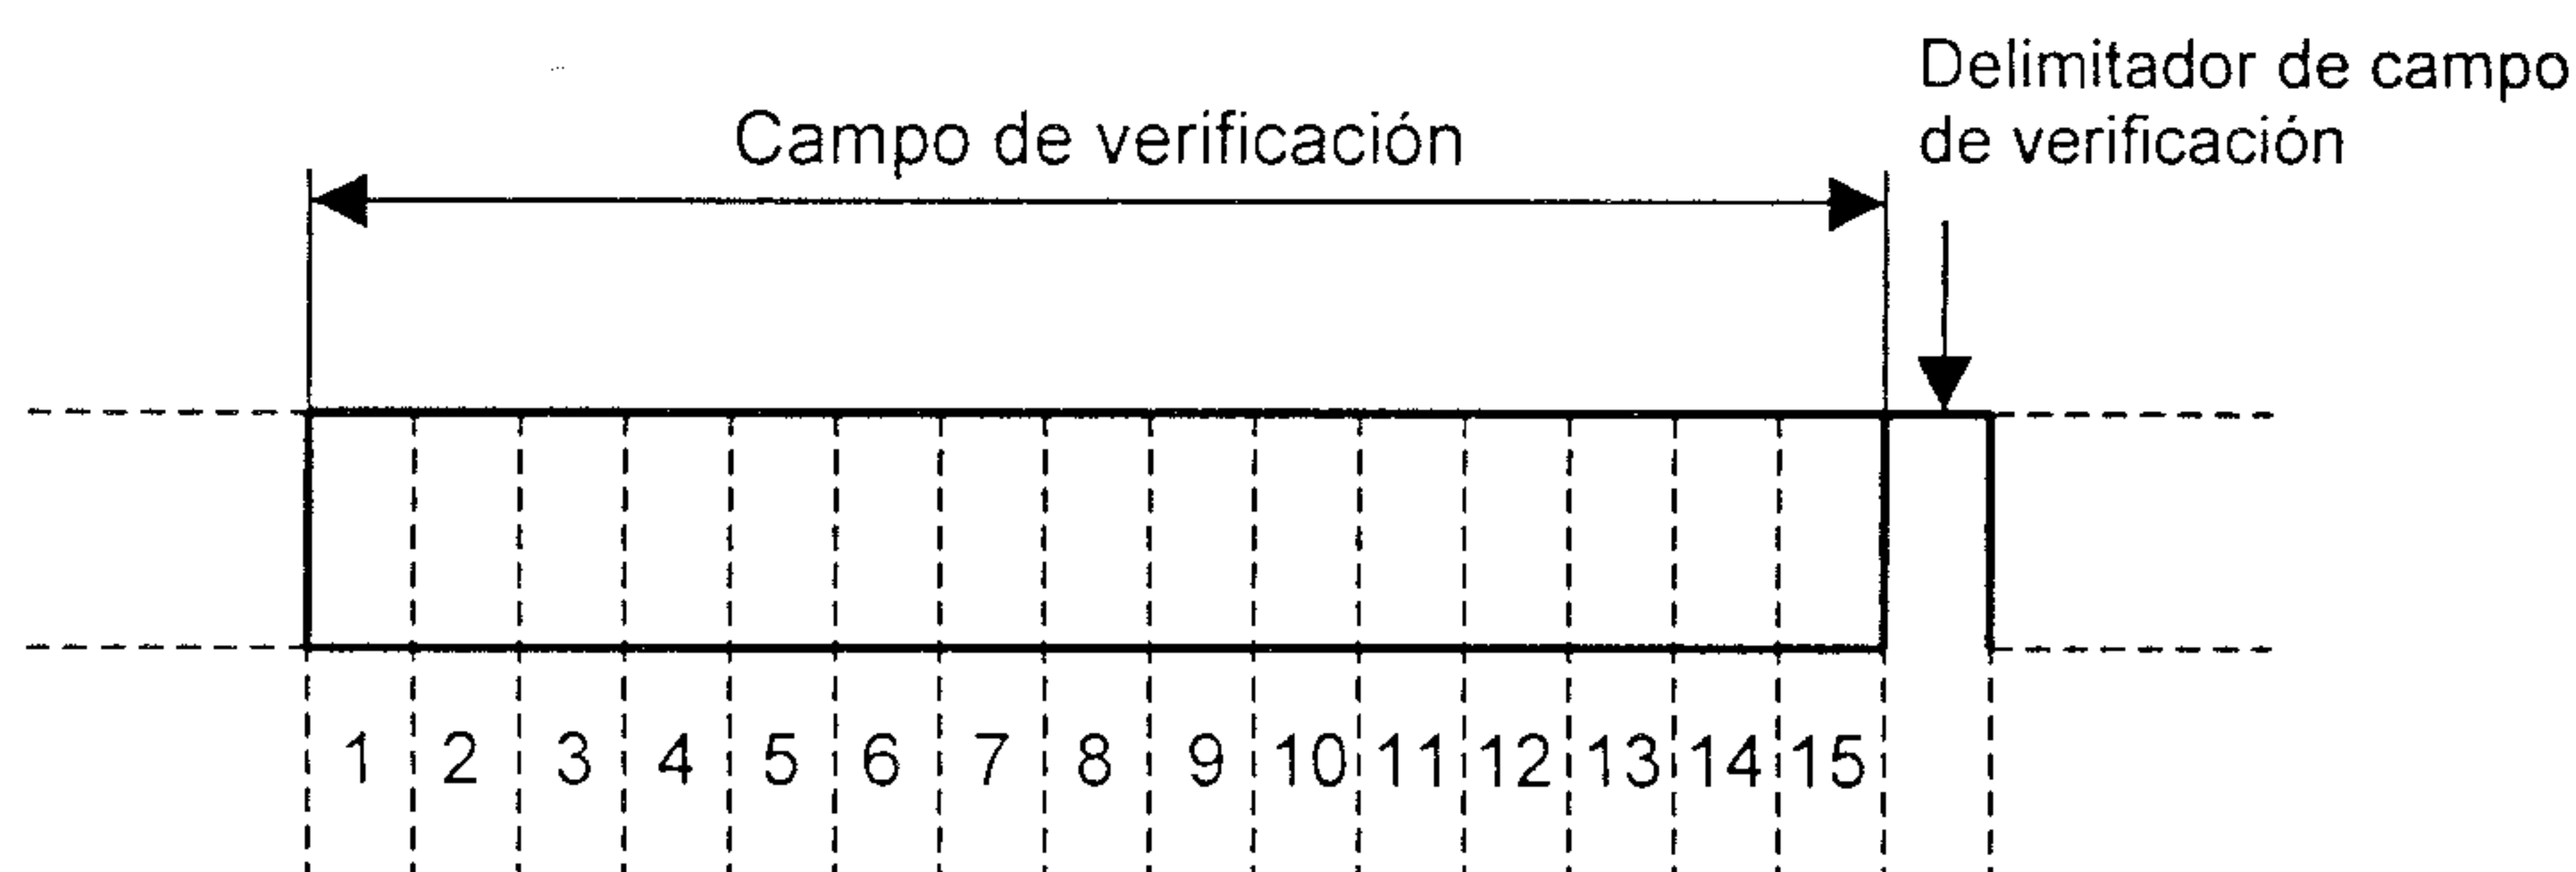 Delimitador de campo
de verificación
Campo de verificación
1 2 3 4 5 6 7 8 9 10 11 12 13 14 15